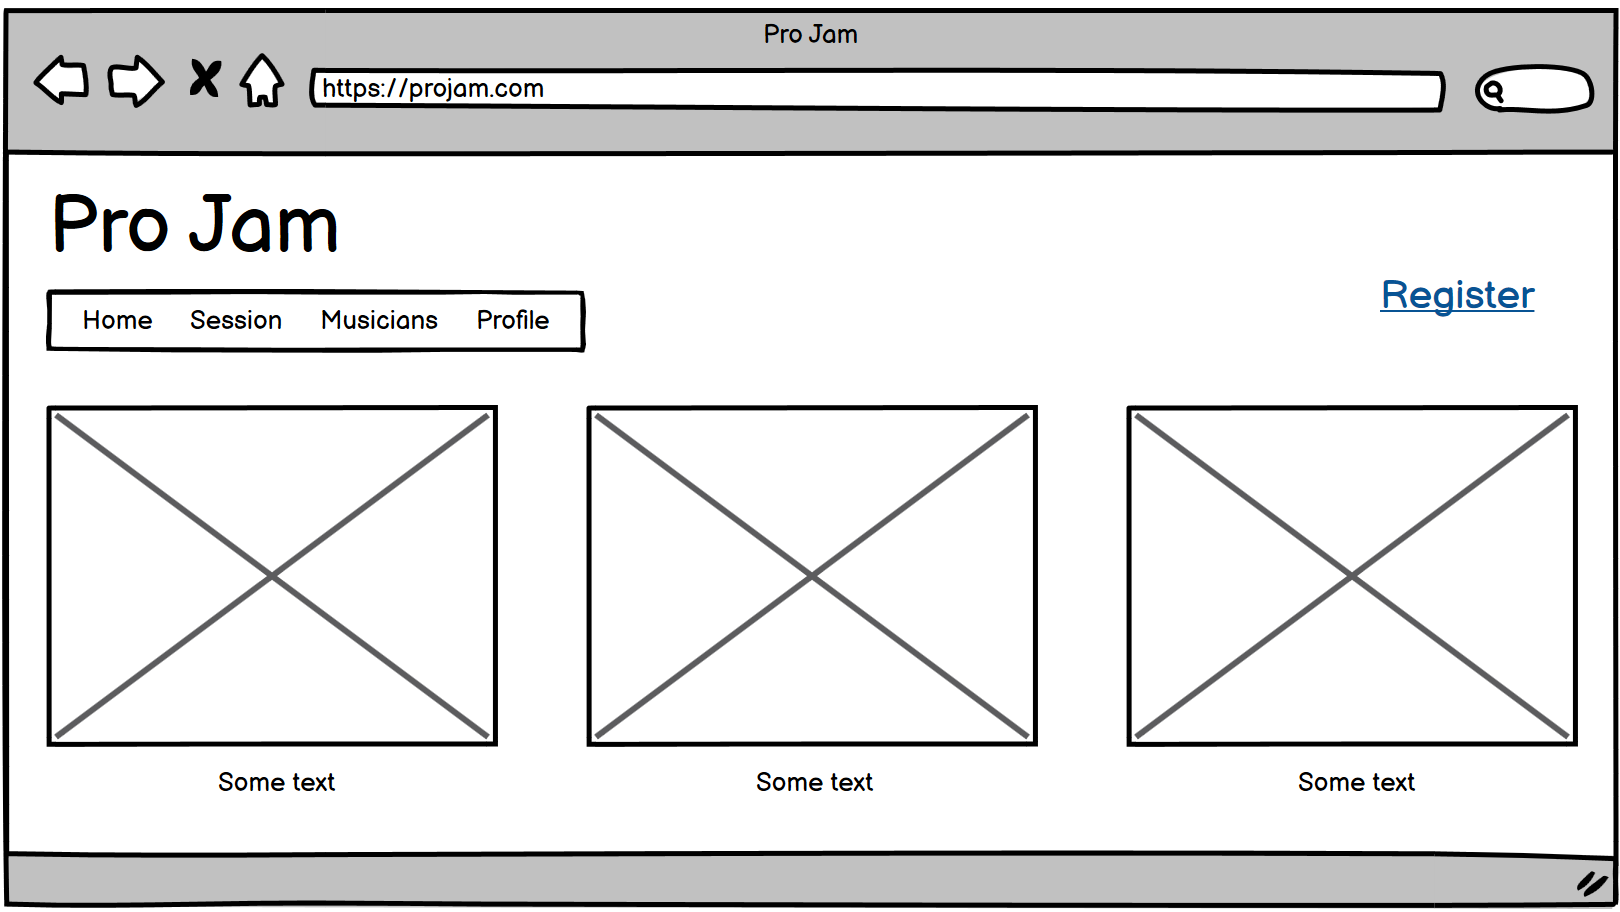 Pro Jam
https://projam.com
Pro Jam
Register
Home Session Musicians Profile
Some text Some text Some text